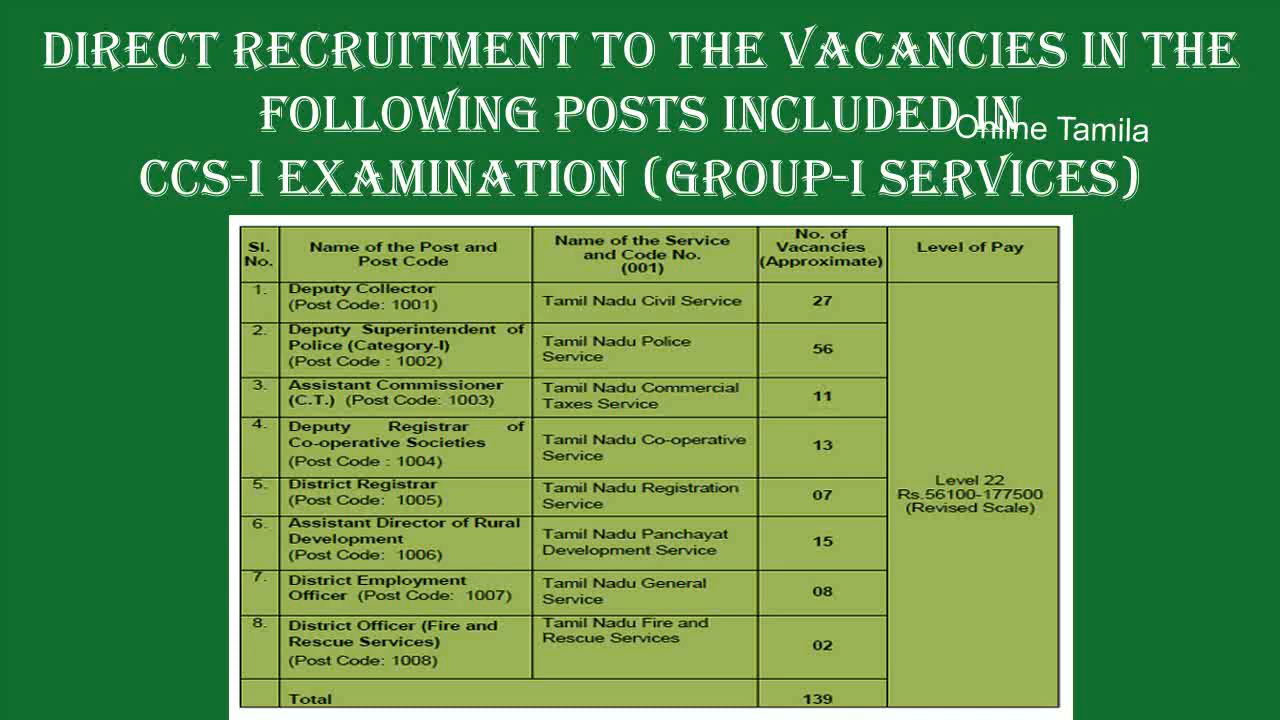 DIRECT RECRUITMENT TO THE VACANCIES IN THE
FOLLOWING POSTS INCLUDED IN
Online Tamila
CCS-I EXAMINATION (GROUP-I SERVICES)
Sl. No. Name of the Post and Post Code Name of the Service and Code No. (001) No. of Vacancies (Approximate) Level of Pay
1. Deputy Collector (Post Code: 1001) Tamil Nadu Civil Service 27
2. Deputy Superintendent of Police (Category-I) (Post Code : 1002) Tamil Nadu Police Service 56
3. Assistant Commissioner (C.T.) (Post Code: 1003) Tamil Nadu Commercial Taxes Service 11
4. Deputy Registrar of Co-operative Societies (Post Code : 1004) Tamil Nadu Co-operative Service 13
5. District Registrar (Post Code: 1005) Tamil Nadu Registration Service 07
Level 22 Rs.56100-177500 (Revised Scale)
6. Assistant Director of Rural Development (Post Code: 1006) Tamil Nadu Panchayat Development Service 15
7. District Employment Officer (Post Code: 1007) Tamil Nadu General Service 08
8. District Officer (Fire and Rescue Services) (Post Code: 1008) Tamil Nadu Fire and Rescue Services 02
Total 139